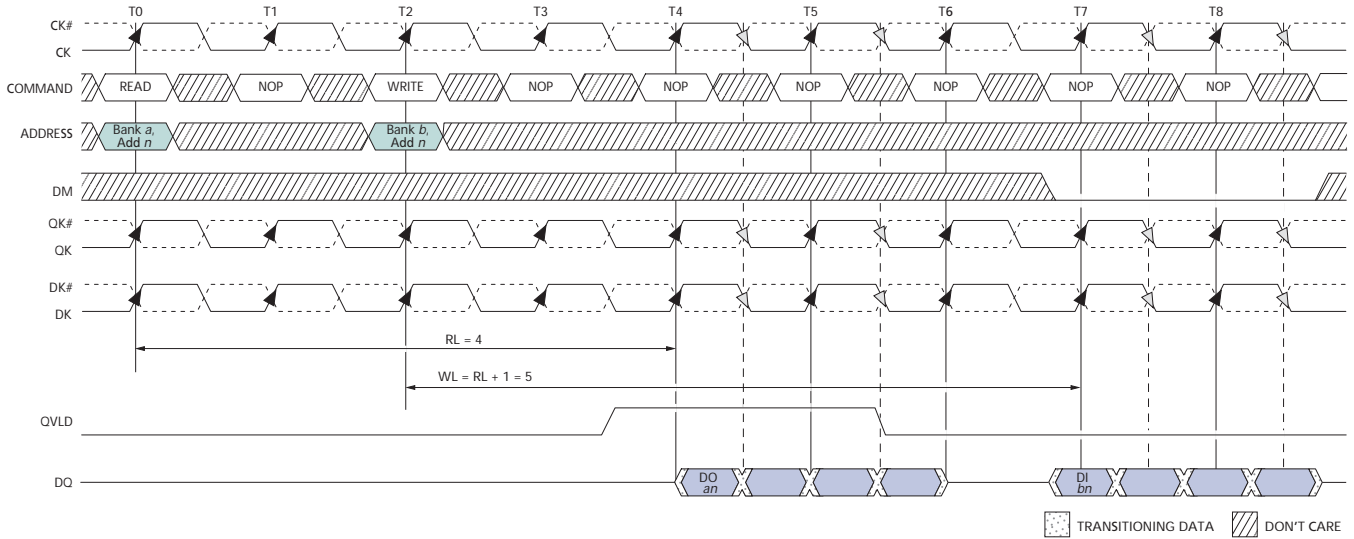 T0 T1 T2 T3 T4 T5 T6 T7 T8
CK#
CK
COMMAND READ NOP WRITE NOP NOP NOP NOP NOP NOP
ADDRESS Bank a, Bank b,
Add n Add n
DM
QK#
QK
DK#
DK
RL = 4
WL = RL + 1 = 5
QVLD
DQ DO DI
an bn
TRANSITIONING DATA DON'T CARE